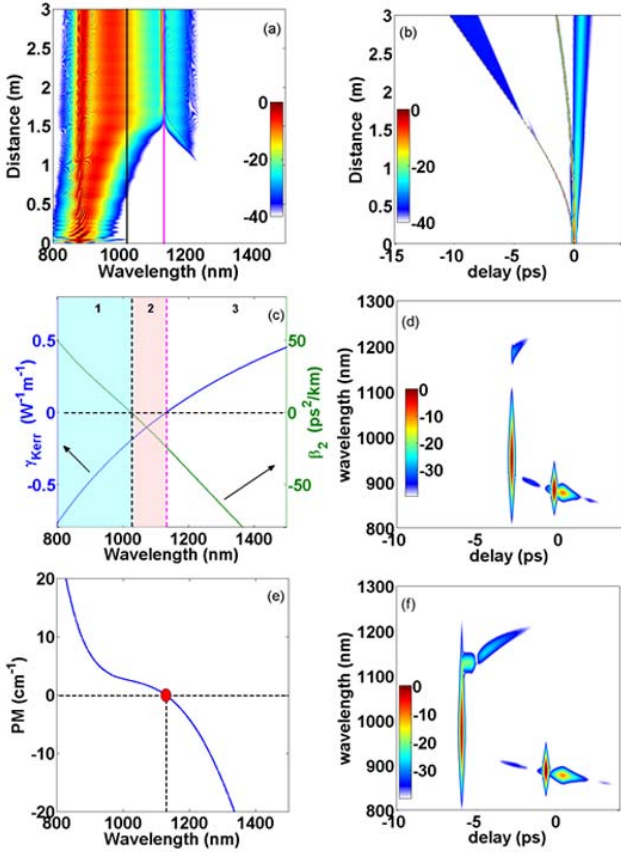 3
2.5
2
1.5
1
0.5
0
Distance (m)
(a)
0
-20
-40
800 1000 1200 1400
Wavelength (nm)
3
2.5
2
1.5
1
0.5
0
Distance (m)
(b)
0
-20
-40
-15 -10 -5 0
delay (ps)
1 2 3
(c)
0.5
0
-0.5
γKerr (W⁻¹m⁻¹)
50
0
-50
β₂ (ps²/km)
800 1000 1200 1400
Wavelength (nm)
1300
1200
1100
1000
900
800
wavelength (nm)
(d)
0
-10
-20
-30
-10 -5 0
delay (ps)
20
10
0
-10
-20
PM (cm⁻¹)
(e)
800 1000 1200 1400
Wavelength (nm)
1300
1200
1100
1000
900
800
wavelength (nm)
(f)
0
-10
-20
-30
-10 -5 0
delay (ps)